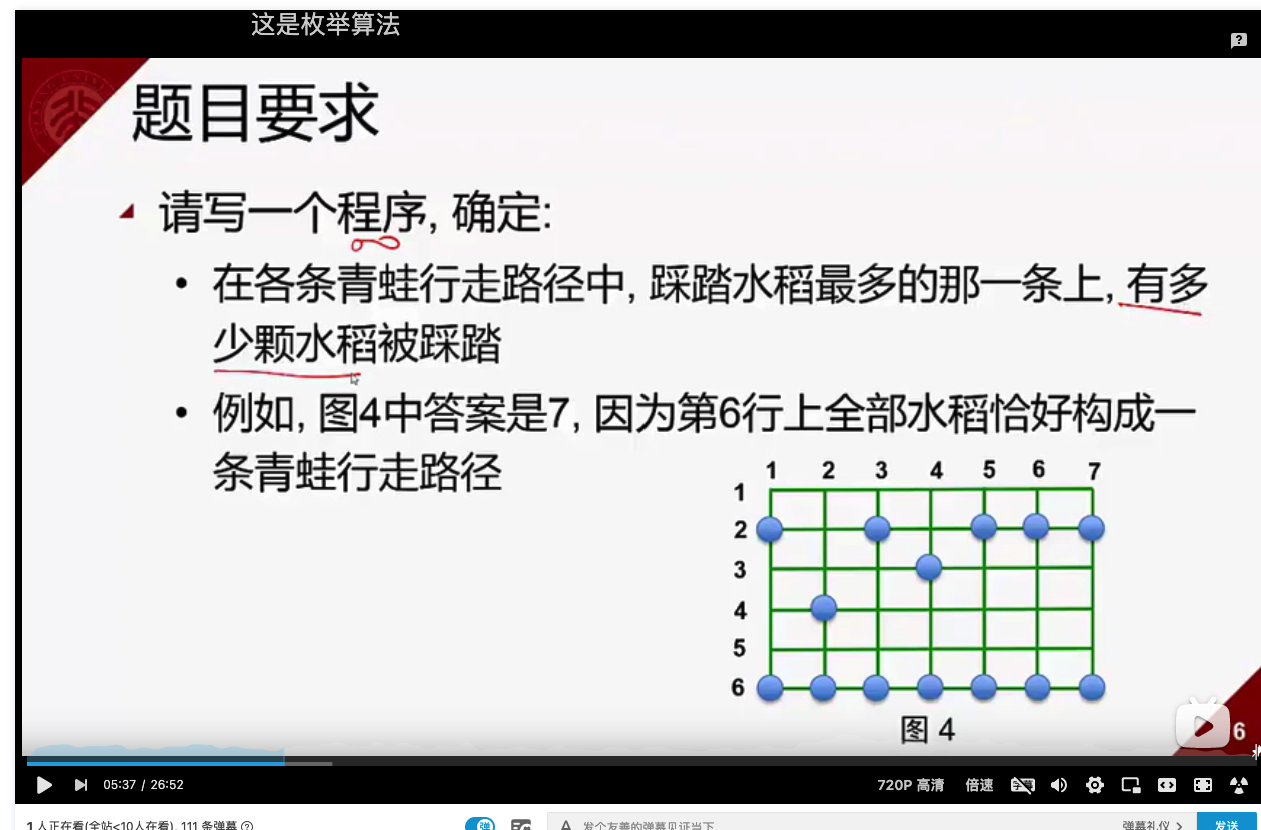 这是枚举算法
题目要求
请写一个程序, 确定:
• 在各条青蛙行走路径中, 踩踏水稻最多的那一条上, 有多
少颗水稻被踩踏
• 例如, 图4中答案是7, 因为第6行上全部水稻恰好构成一
条青蛙行走路径
1 2 3 4 5 6 7
1
2
3
4
5
6
图 4
6
05:37 / 26:52
720P 高清 倍速
1 人正在看(全站<10人在看), 111 条弹幕
弹
发个友善的弹幕见证当下
弹幕礼仪 >
发送